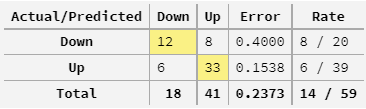 Actual/Predicted Down Up Error Rate
Down 12 8 0.4000 8 / 20
Up 6 33 0.1538 6 / 39
Total 18 41 0.2373 14 / 59